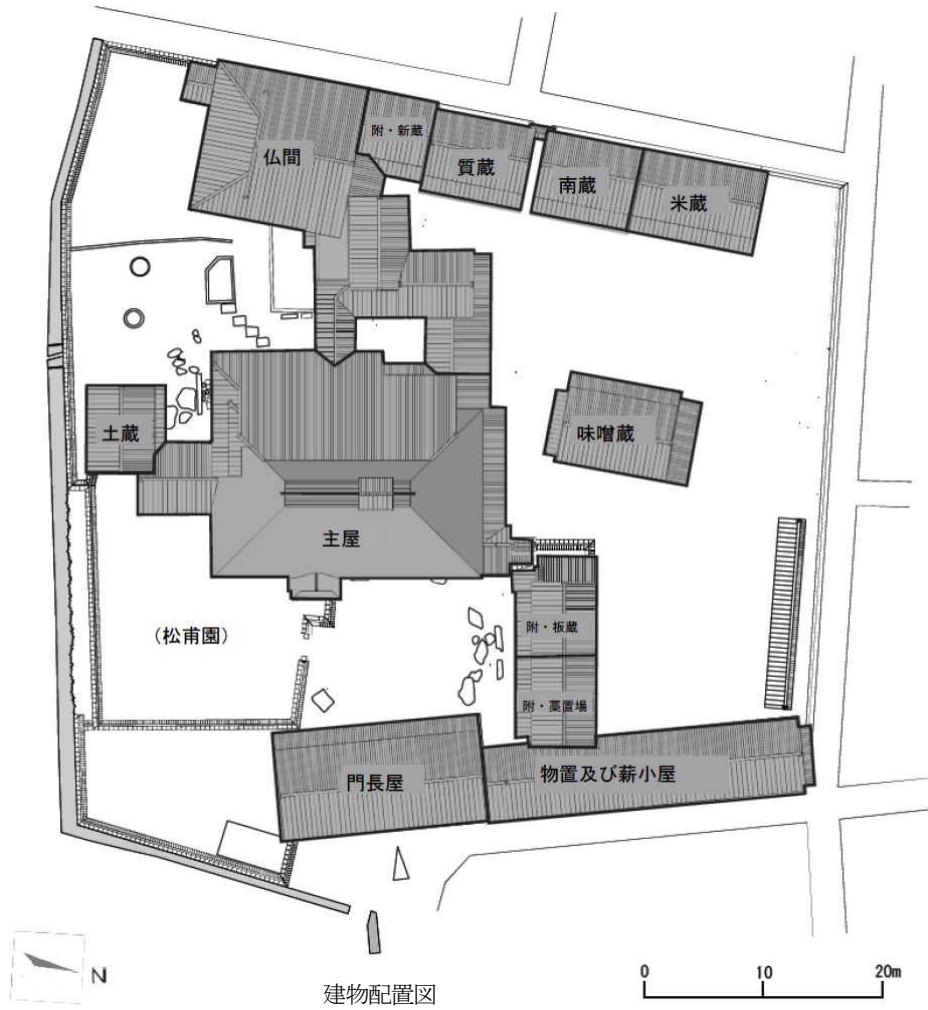 仏間
附・新蔵
質蔵
南蔵
米蔵
土蔵
味噌蔵
主屋
(松甫園)
附・板蔵
附・藁置場
門長屋
物置及び薪小屋
N
建物配置図
0 10 20m